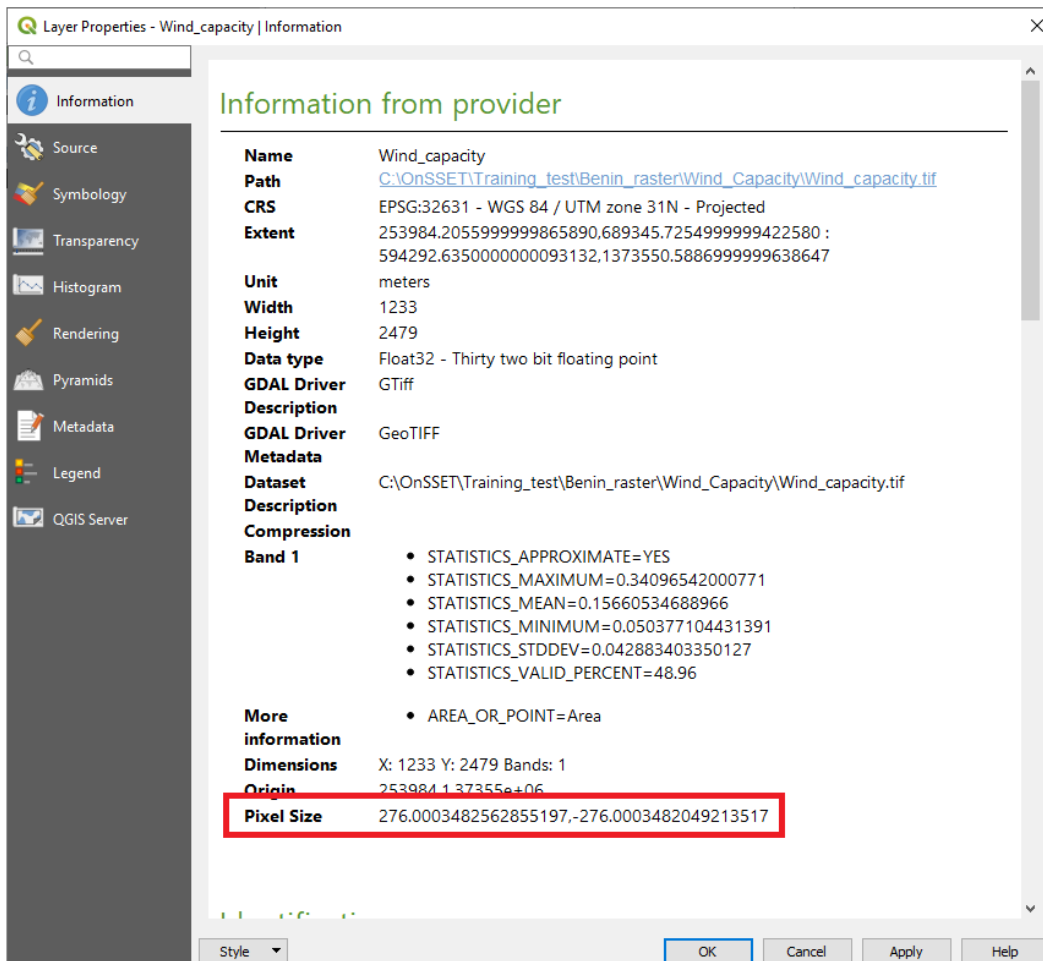 Layer Properties - Wind_capacity | Information
Information
Source
Symbology
Transparency
Histogram
Rendering
Pyramids
Metadata
Legend
QGIS Server
Information from provider
Name Wind_capacity
Path C:\OnSSET\Training_test\Benin_raster\Wind_Capacity\Wind_capacity.tif
CRS EPSG:32631 - WGS 84 / UTM zone 31N - Projected
Extent 253984.2055999999865890,689345.7254999999422580 :
594292.6350000000093132,1373550.5886999999638647
Unit meters
Width 1233
Height 2479
Data type Float32 - Thirty two bit floating point
GDAL Driver GTiff
Description
GDAL Driver GeoTIFF
Metadata
Dataset C:\OnSSET\Training_test\Benin_raster\Wind_Capacity\Wind_capacity.tif
Description
Compression
Band 1 • STATISTICS_APPROXIMATE=YES
• STATISTICS_MAXIMUM=0.34096542000771
• STATISTICS_MEAN=0.15660534688966
• STATISTICS_MINIMUM=0.050377104431391
• STATISTICS_STDDEV=0.042883403350127
• STATISTICS_VALID_PERCENT=48.96
More • AREA_OR_POINT=Area
information
Dimensions X: 1233 Y: 2479 Bands: 1
Origin 253984,1.37355e+06
Pixel Size 276.0003482562855197,-276.0003482049213517
Style
OK
Cancel
Apply
Help